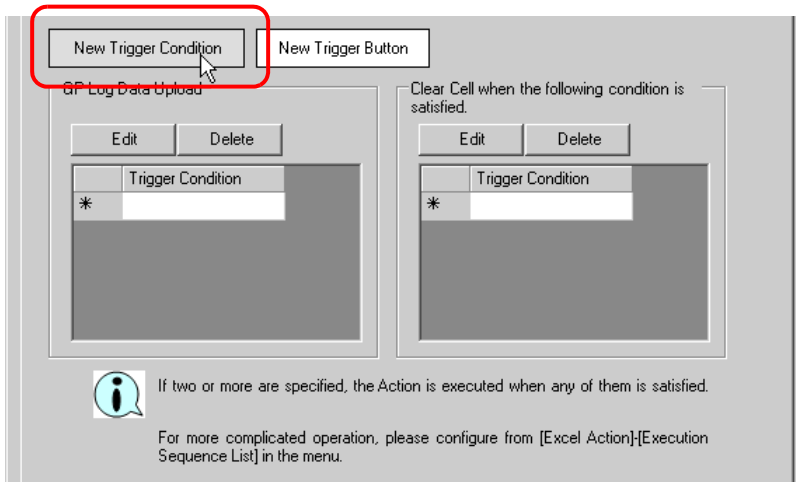 New Trigger Condition
New Trigger Button
GP Log Data Upload
Clear Cell when the following condition is
satisfied.
Edit
Delete
Edit
Delete
Trigger Condition
Trigger Condition
*
*
If two or more are specified, the Action is executed when any of them is satisfied.
For more complicated operation, please configure from [Excel Action]-[Execution
Sequence List] in the menu.